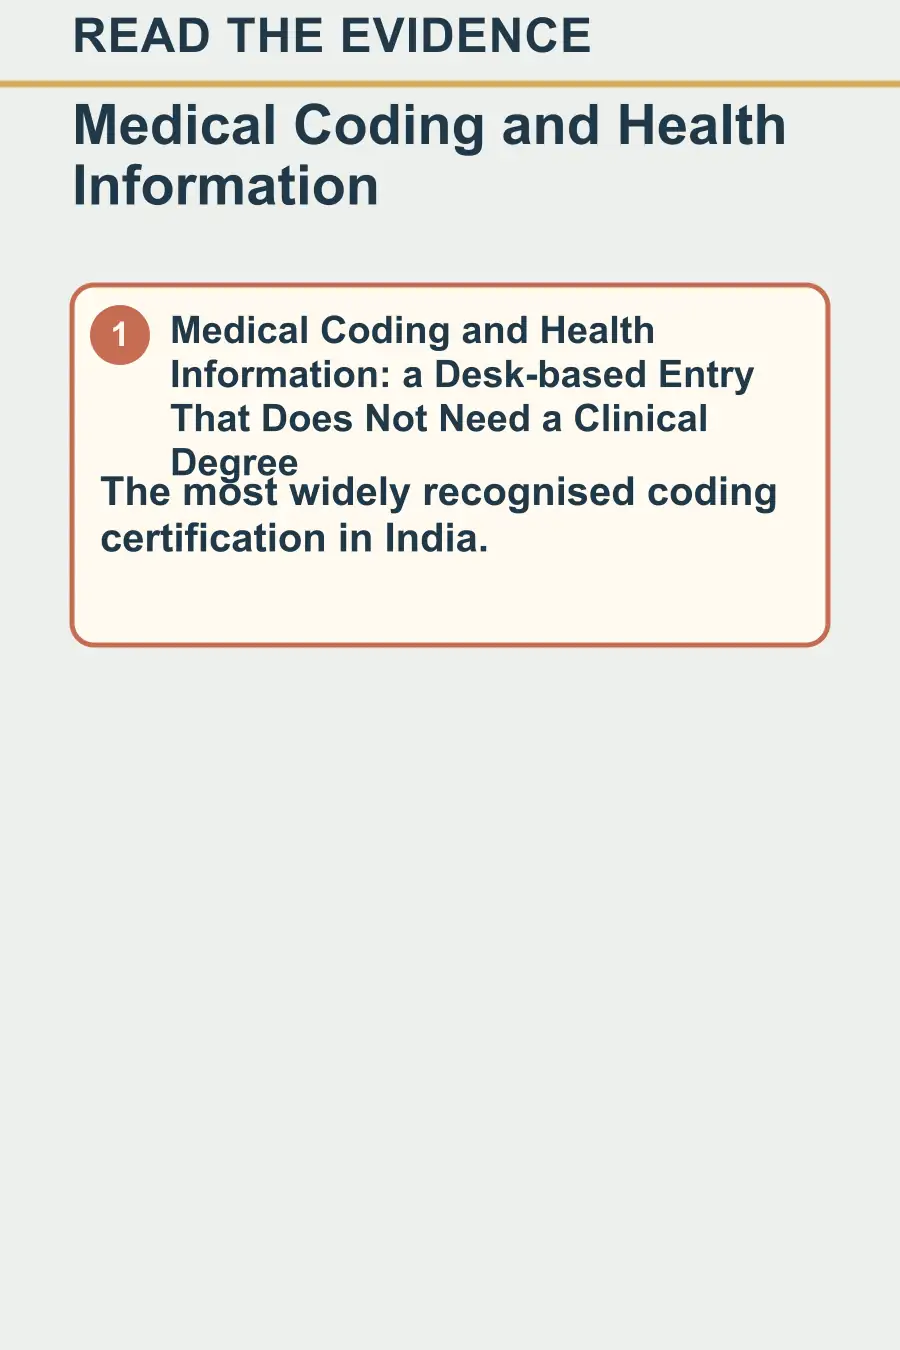 READ THE EVIDENCE
Medical Coding and Health
Information
1
Medical Coding and Health
Information: a Desk-based Entry
That Does Not Need a Clinical
Degree
The most widely recognised coding
certification in India.